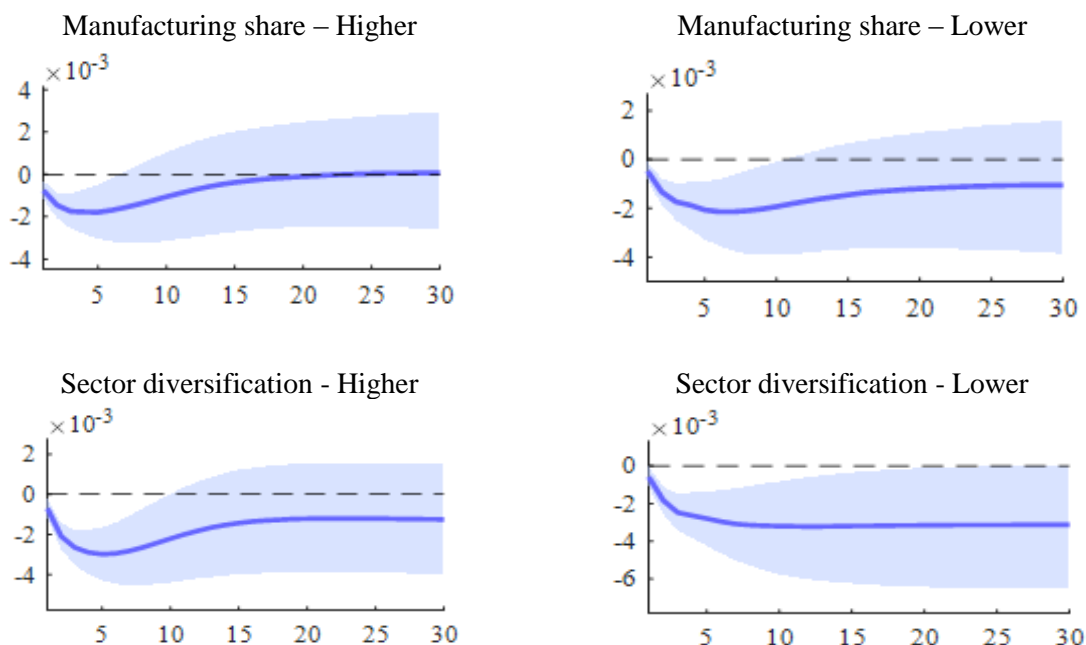 Manufacturing share – Higher
×10-3
4
2
0
-2
-4
5 10 15 20 25 30
Manufacturing share – Lower
×10-3
2
0
-2
-4
5 10 15 20 25 30
Sector diversification - Higher
×10-3
2
0
-2
-4
5 10 15 20 25 30
Sector diversification - Lower
×10-3
0
-2
-4
-6
5 10 15 20 25 30